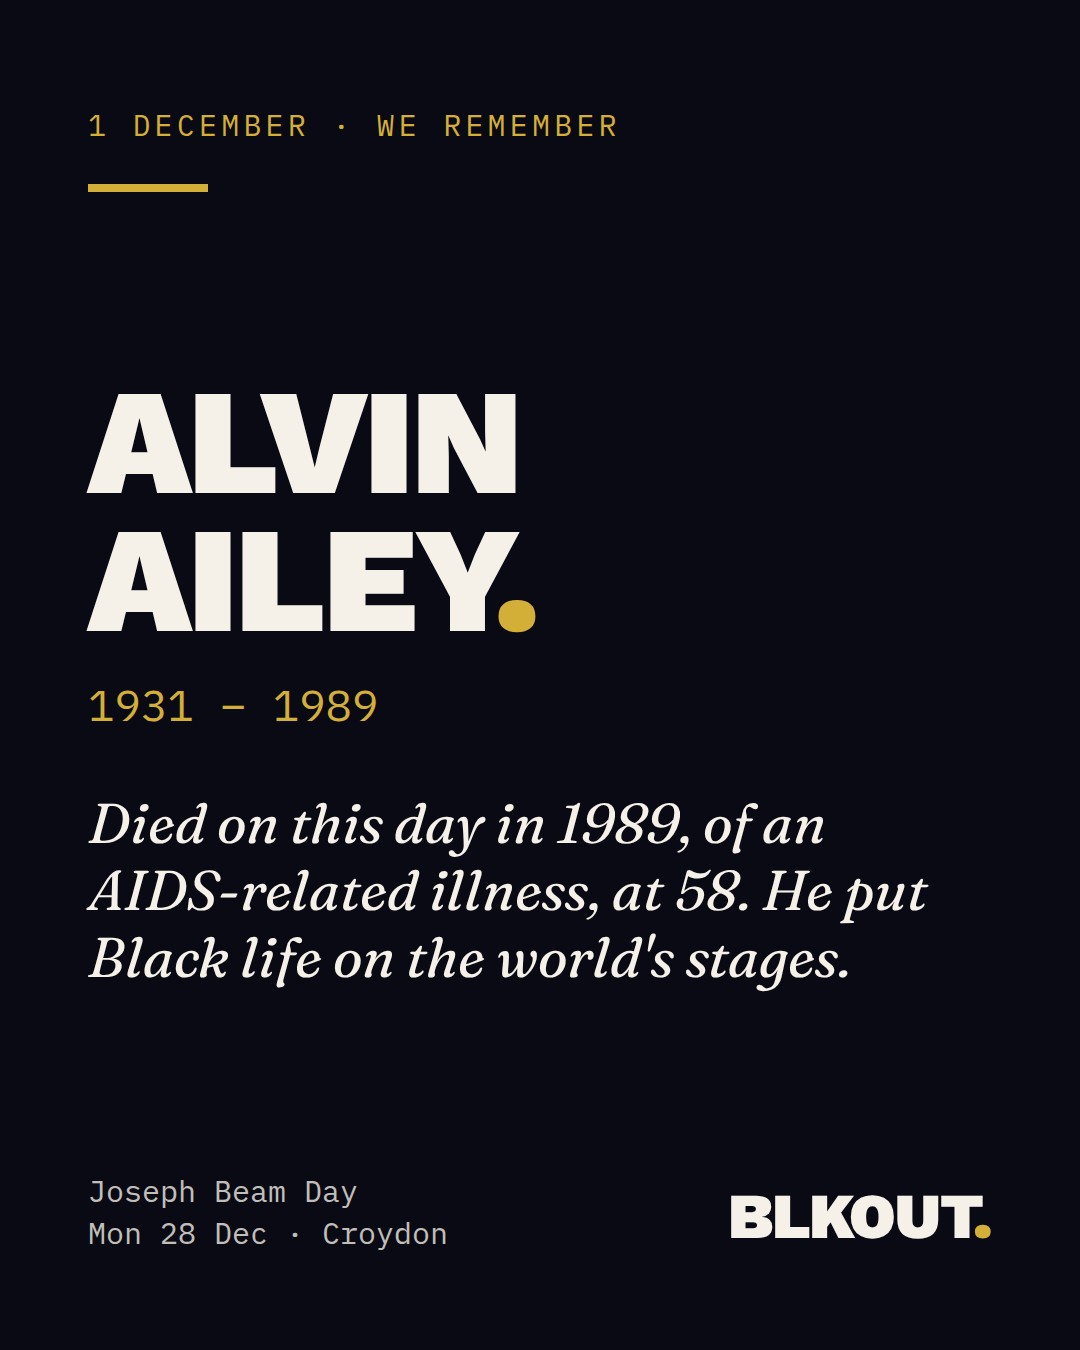 1 DECEMBER · WE REMEMBER
ALVIN
AILEY.
1931 – 1989
Died on this day in 1989, of an
AIDS-related illness, at 58. He put
Black life on the world's stages.
Joseph Beam Day
Mon 28 Dec · Croydon
BLKOUT.